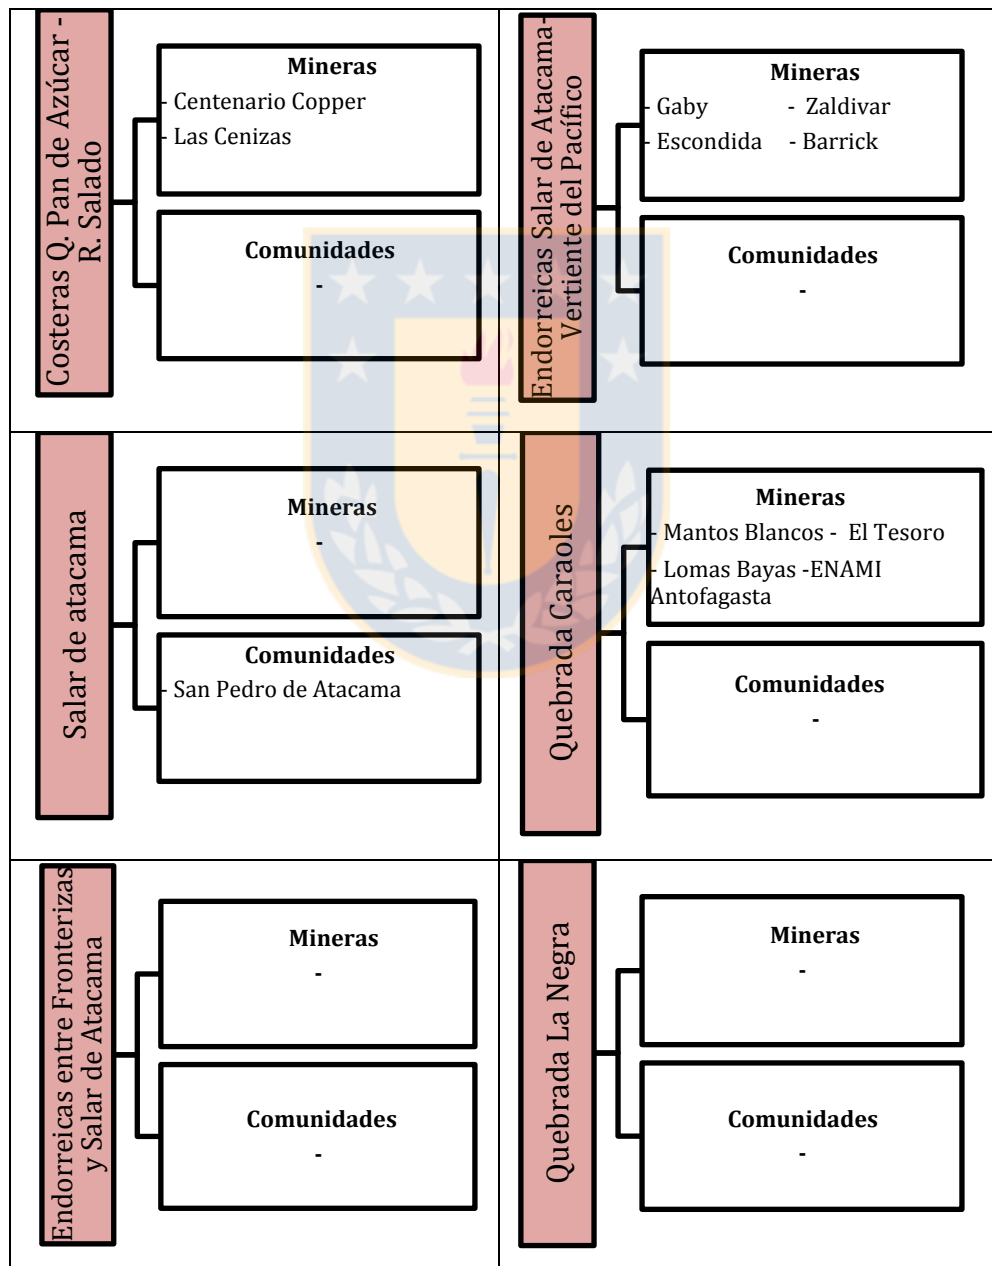 Costeras Q. Pan de Azúcar -
R. Salado
Mineras
- Centenario Copper
- Las Cenizas
Comunidades
-
Endorreicas Salar de Atacama-
Vertiente del Pacífico
Mineras
- Gaby - Zaldivar
- Escondida - Barrick
Comunidades
-
Salar de atacama
Mineras
-
Comunidades
- San Pedro de Atacama
Quebrada Caraoles
Mineras
- Mantos Blancos - El Tesoro
- Lomas Bayas -ENAMI
Antofagasta
Comunidades
-
Endorreicas entre Fronterizas
y Salar de Atacama
Mineras
-
Comunidades
-
Quebrada La Negra
Mineras
-
Comunidades
-